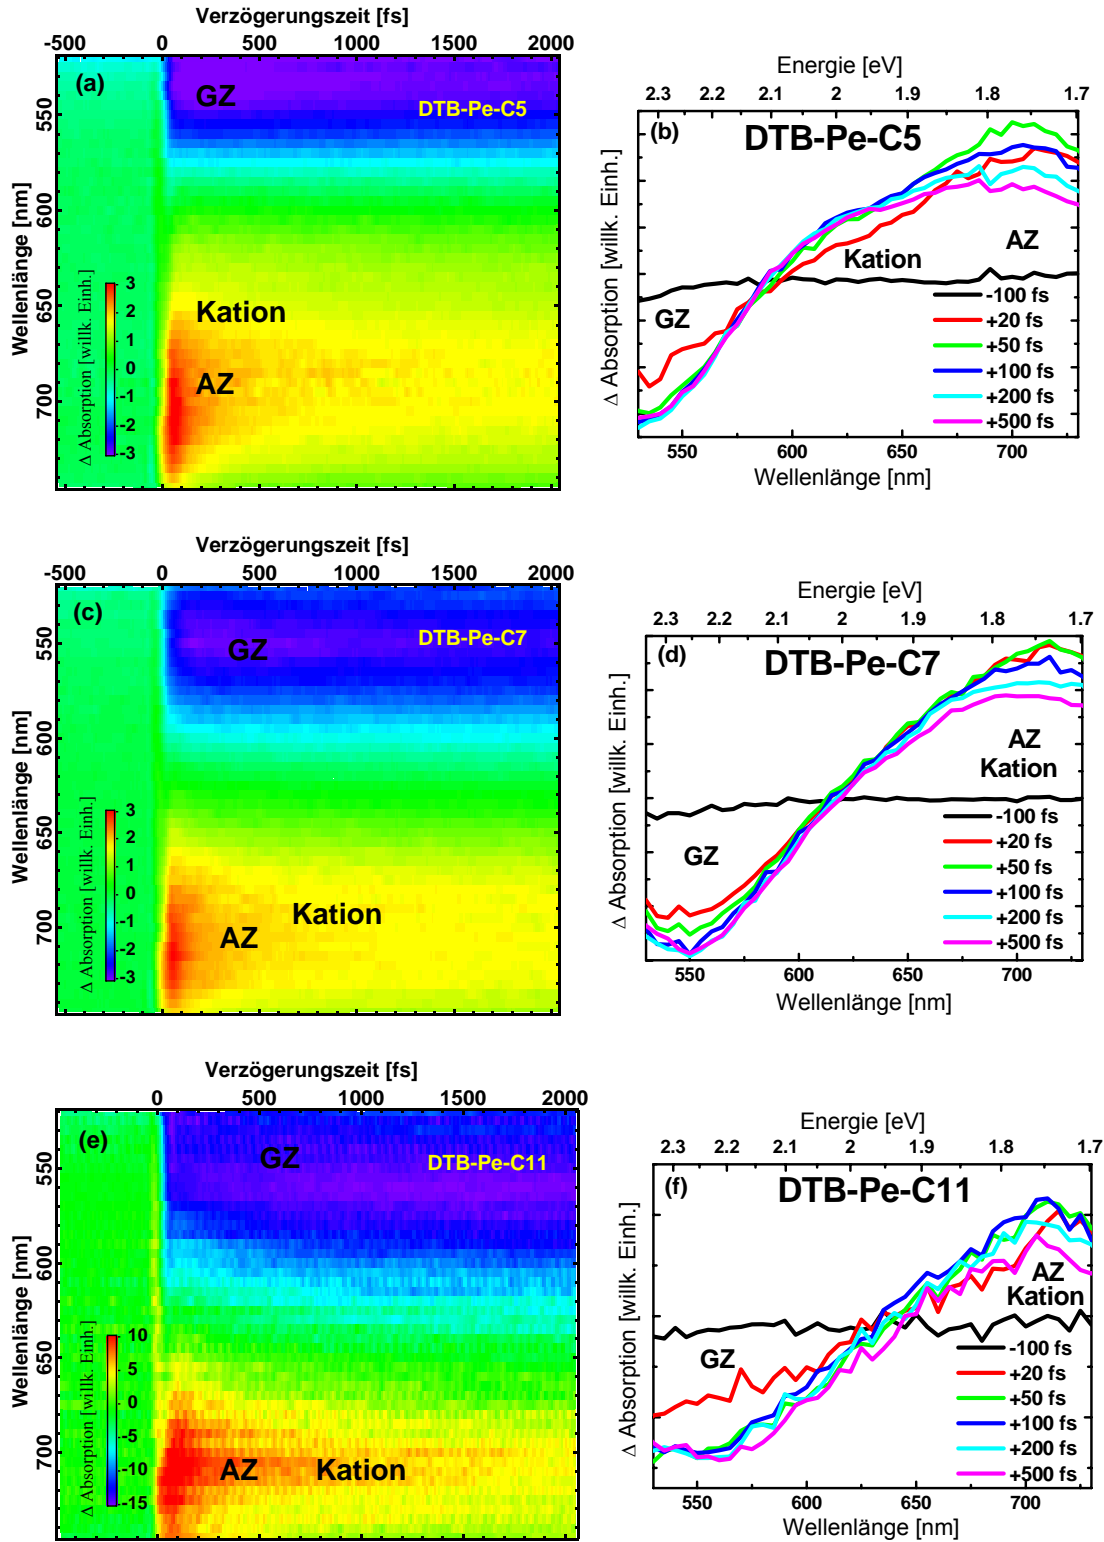 Verzögerungszeit [fs]
-500 0 500 1000 1500 2000
(a)
GZ
DTB-Pe-C5
Wellenlänge [nm]
550
600
650
700
Δ Absorption [willk. Einh.]
3
2
1
0
-1
-2
-3
Kation
AZ
Energie [eV]
2.3 2.2 2.1 2 1.9 1.8 1.7
(b) DTB-Pe-C5
Δ Absorption [willk. Einh.]
AZ
Kation
GZ
-100 fs
+20 fs
+50 fs
+100 fs
+200 fs
+500 fs
550 600 650 700
Wellenlänge [nm]
Verzögerungszeit [fs]
-500 0 500 1000 1500 2000
(c)
GZ
DTB-Pe-C7
Wellenlänge [nm]
550
600
650
700
Δ Absorption [willk. Einh.]
3
2
1
0
-1
-2
-3
Kation
AZ
Energie [eV]
2.3 2.2 2.1 2 1.9 1.8 1.7
(d) DTB-Pe-C7
Δ Absorption [willk. Einh.]
AZ
Kation
GZ
-100 fs
+20 fs
+50 fs
+100 fs
+200 fs
+500 fs
550 600 650 700
Wellenlänge [nm]
Verzögerungszeit [fs]
0 500 1000 1500 2000
(e)
GZ
DTB-Pe-C11
Wellenlänge [nm]
550
600
650
700
Δ Absorption [willk. Einh.]
10
5
0
-5
-10
-15
AZ Kation
Energie [eV]
2.3 2.2 2.1 2 1.9 1.8 1.7
(f) DTB-Pe-C11
Δ Absorption [willk. Einh.]
AZ
Kation
GZ
-100 fs
+20 fs
+50 fs
+100 fs
+200 fs
+500 fs
550 600 650 700
Wellenlänge [nm]